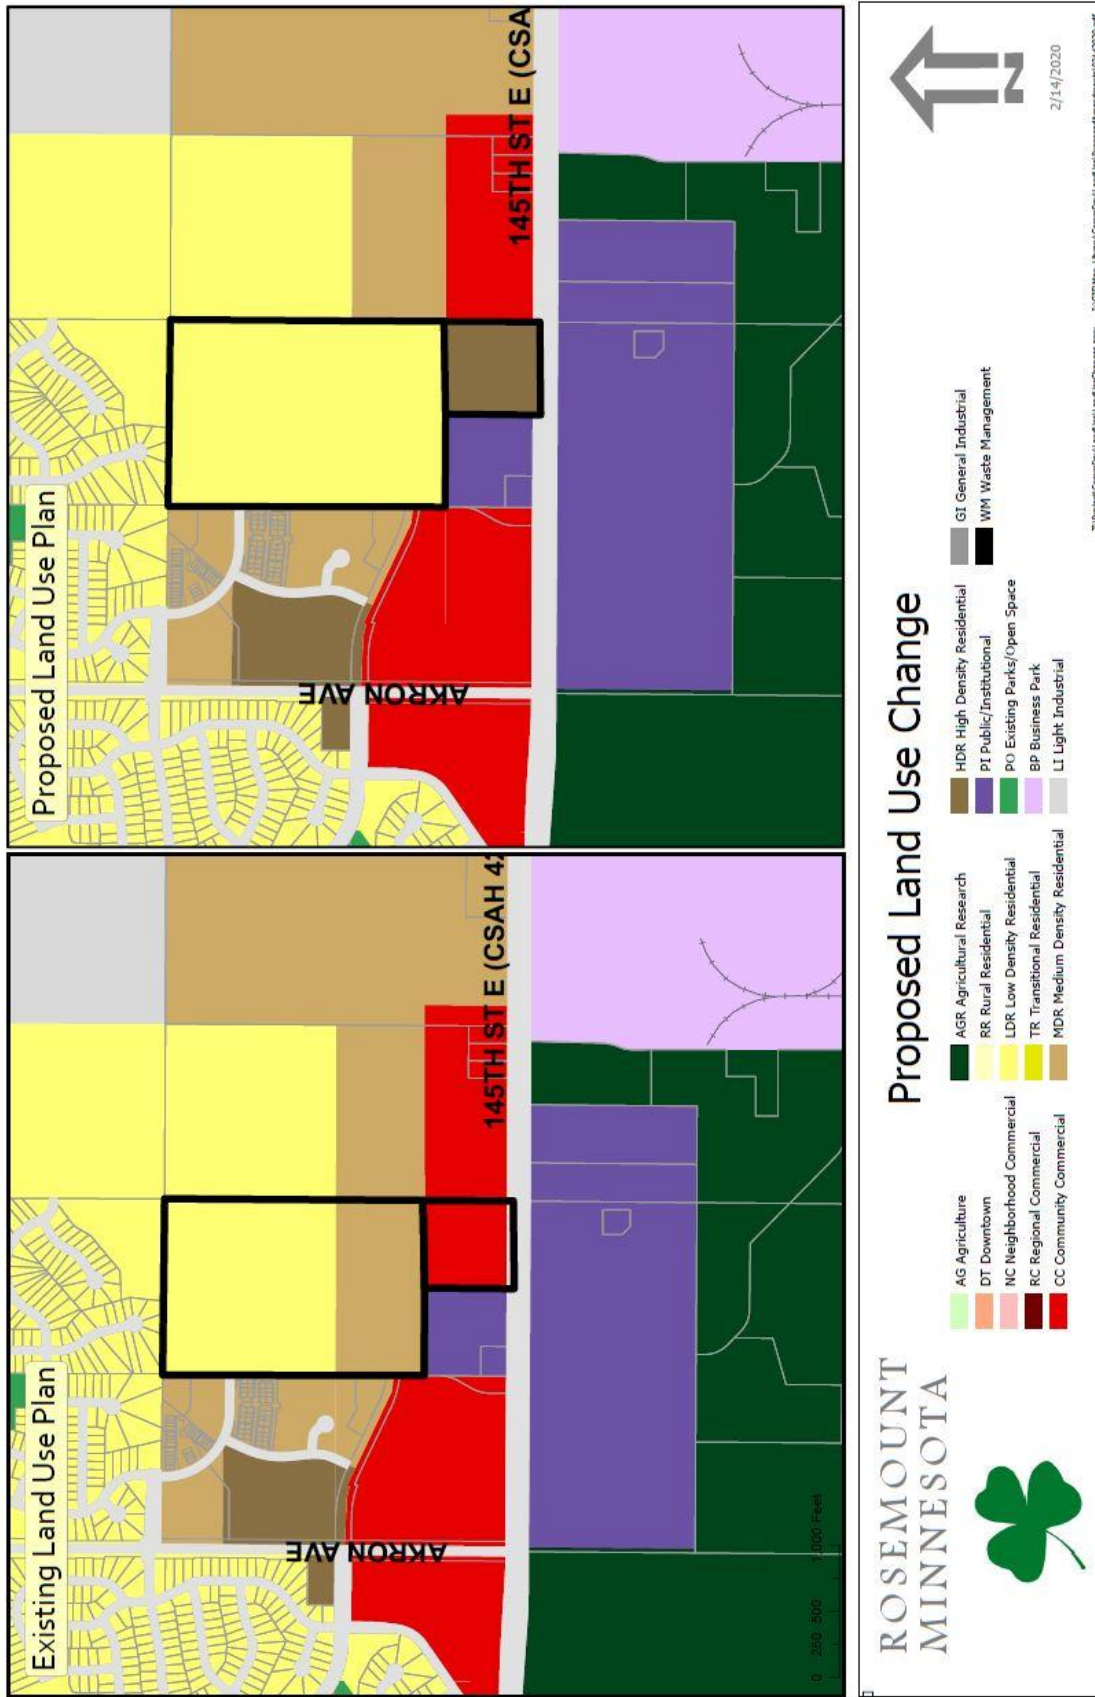 Existing Land Use Plan
AKRON AVE
145TH ST E (CSAH 42
0 250 500 1,000 Feet
Proposed Land Use Plan
AKRON AVE
145TH ST E (CSA
ROSEMOUNT
MINNESOTA
Proposed Land Use Change
AG Agriculture
DT Downtown
NC Neighborhood Commercial
RC Regional Commercial
CC Community Commercial
AGR Agricultural Research
RR Rural Residential
LDR Low Density Residential
TR Transitional Residential
MDR Medium Density Residential
HDR High Density Residential
PI Public/Institutional
PO Existing Parks/Open Space
BP Business Park
LI Light Industrial
GI General Industrial
WM Waste Management
N
2/14/2020